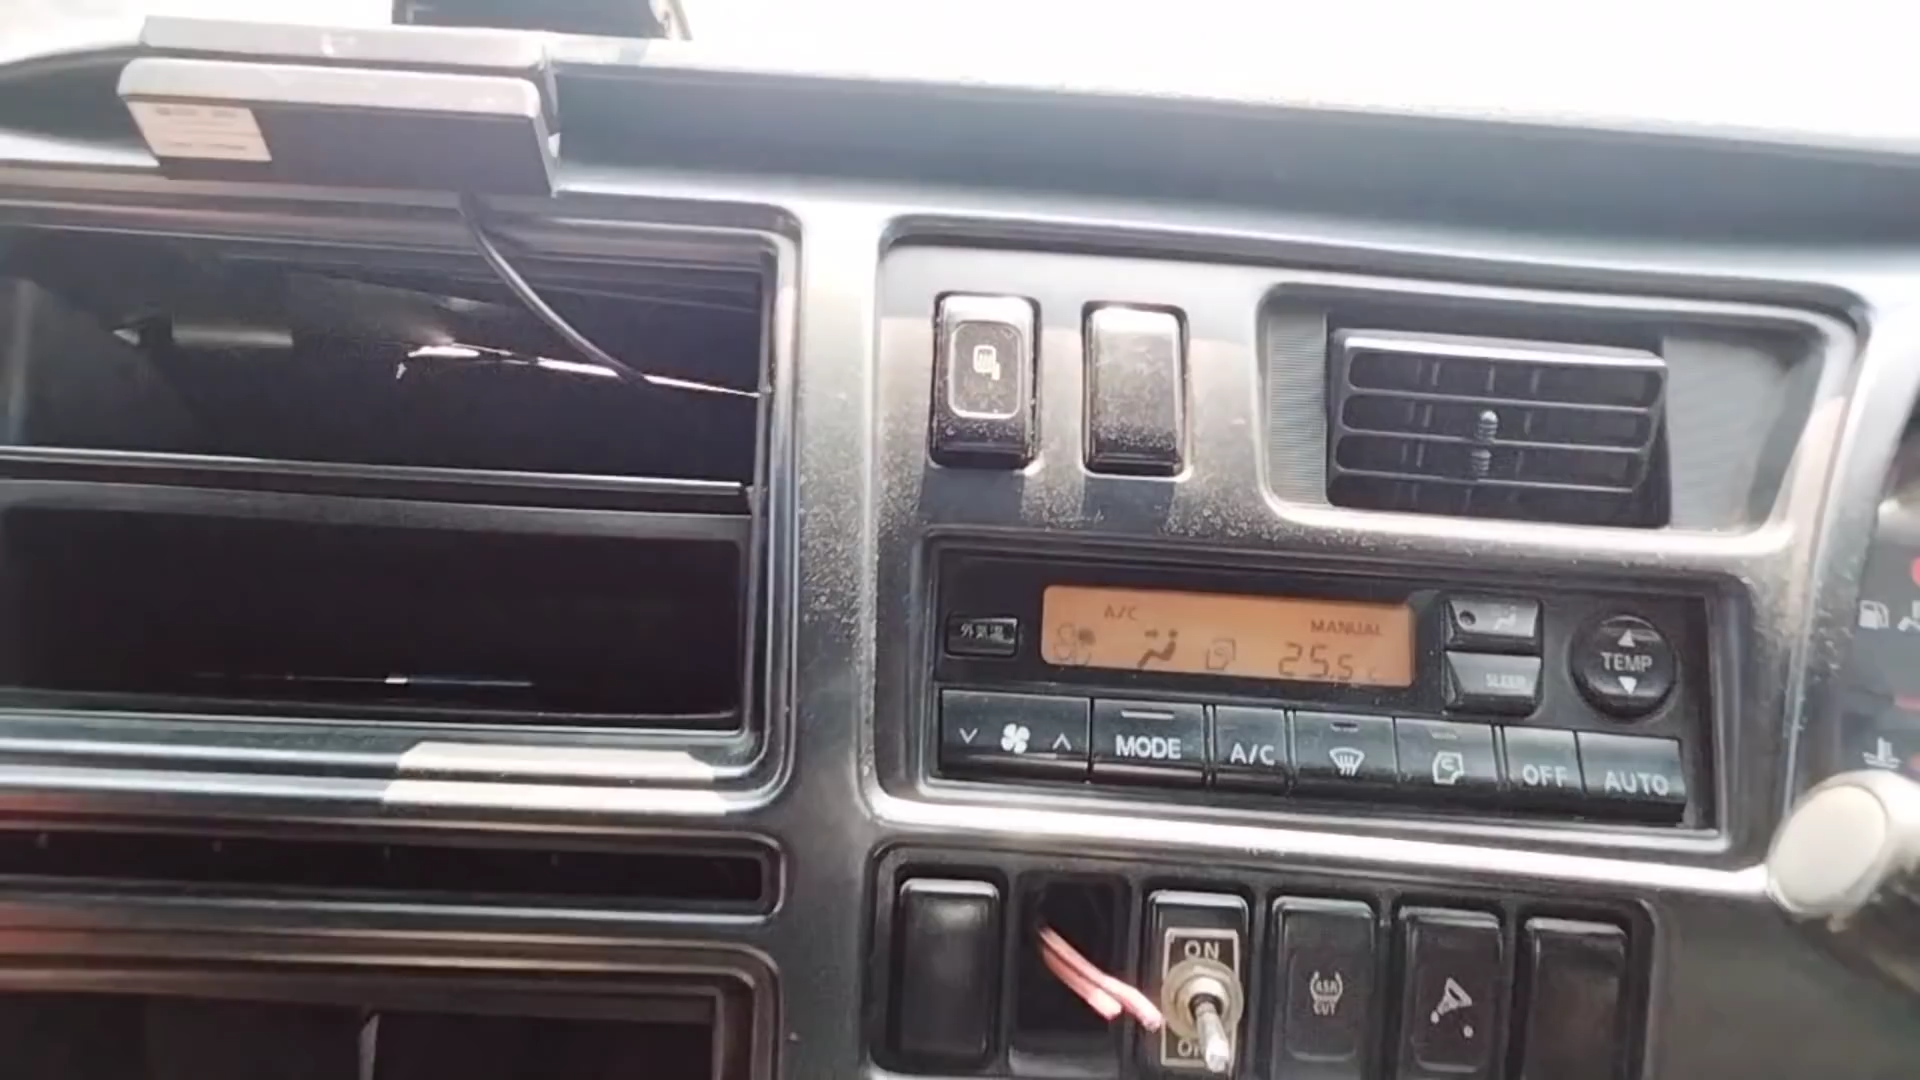 外気温
A/C
MANUAL
25.5 °C
SLEEP
TEMP
MODE
A/C
OFF
AUTO
ON
ASR
CUT